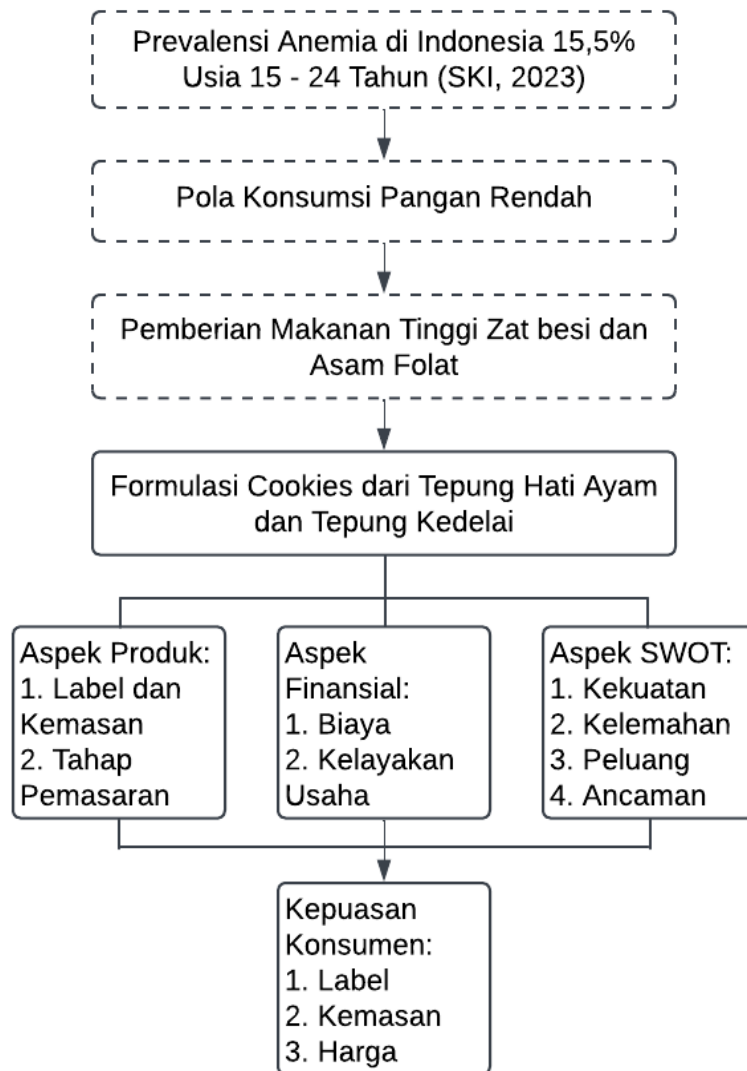 Prevalensi Anemia di Indonesia 15,5%
Usia 15 - 24 Tahun (SKI, 2023)
Pola Konsumsi Pangan Rendah
Pemberian Makanan Tinggi Zat besi dan
Asam Folat
Formulasi Cookies dari Tepung Hati Ayam
dan Tepung Kedelai
Aspek Produk:
1. Label dan
Kemasan
2. Tahap
Pemasaran
Aspek
Finansial:
1. Biaya
2. Kelayakan
Usaha
Aspek SWOT:
1. Kekuatan
2. Kelemahan
3. Peluang
4. Ancaman
Kepuasan
Konsumen:
1. Label
2. Kemasan
3. Harga